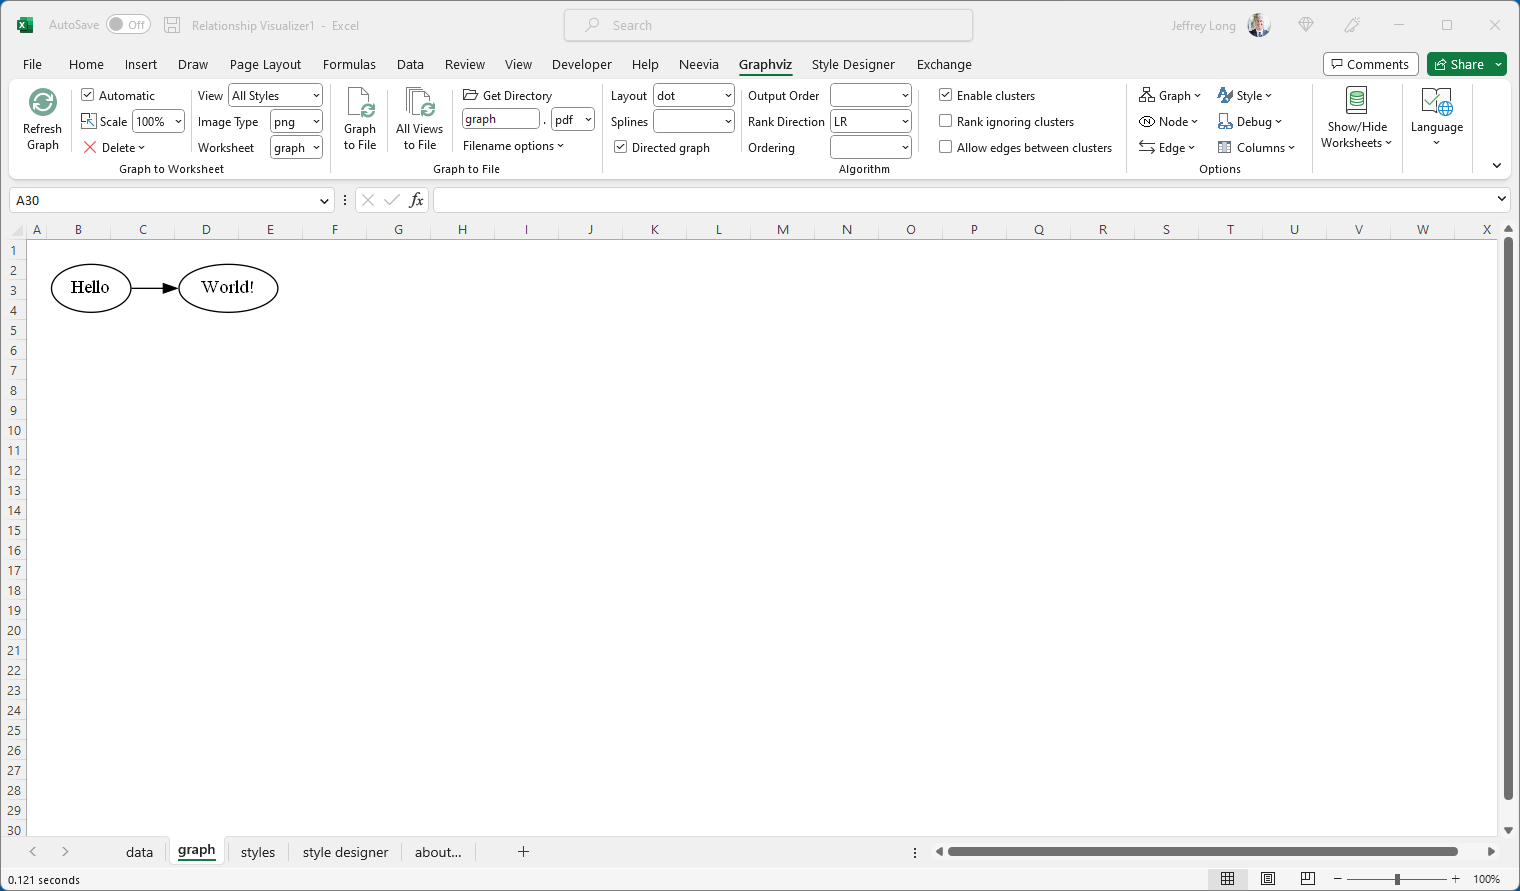 AutoSave Off Relationship Visualizer1 - Excel Search Jeffrey Long
File Home Insert Draw Page Layout Formulas Data Review View Developer Help Neevia Graphviz Style Designer Exchange Comments Share
Automatic View All Styles Get Directory Layout dot Output Order Enable clusters Graph Style
Scale 100% Image Type png graph . pdf Splines Rank Direction LR Rank ignoring clusters Node Debug
Delete Worksheet graph Filename options Directed graph Ordering Allow edges between clusters Edge Columns
Refresh Graph
Graph to File
All Views to File
Show/Hide Worksheets
Language
Graph to Worksheet Graph to File Algorithm Options
A30 fx
A B C D E F G H I J K L M N O P Q R S T U V W X
1
2
3
4
5
6
7
8
9
10
11
12
13
14
15
16
17
18
19
20
21
22
23
24
25
26
27
28
29
30
Hello World!
data graph styles style designer about...
0.121 seconds 100%